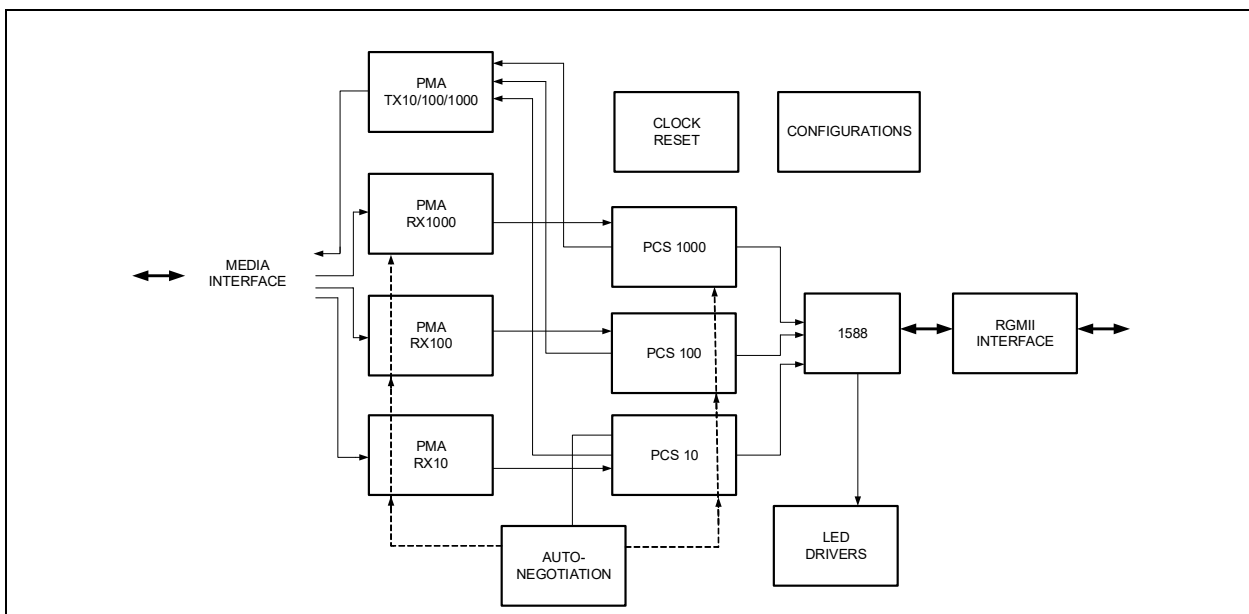 PMA
TX10/100/1000
CLOCK
RESET
CONFIGURATIONS
PMA
RX1000
PCS 1000
MEDIA
INTERFACE
PMA
RX100
PCS 100
1588
RGMII
INTERFACE
PMA
RX10
PCS 10
AUTO-
NEGOTIATION
LED
DRIVERS